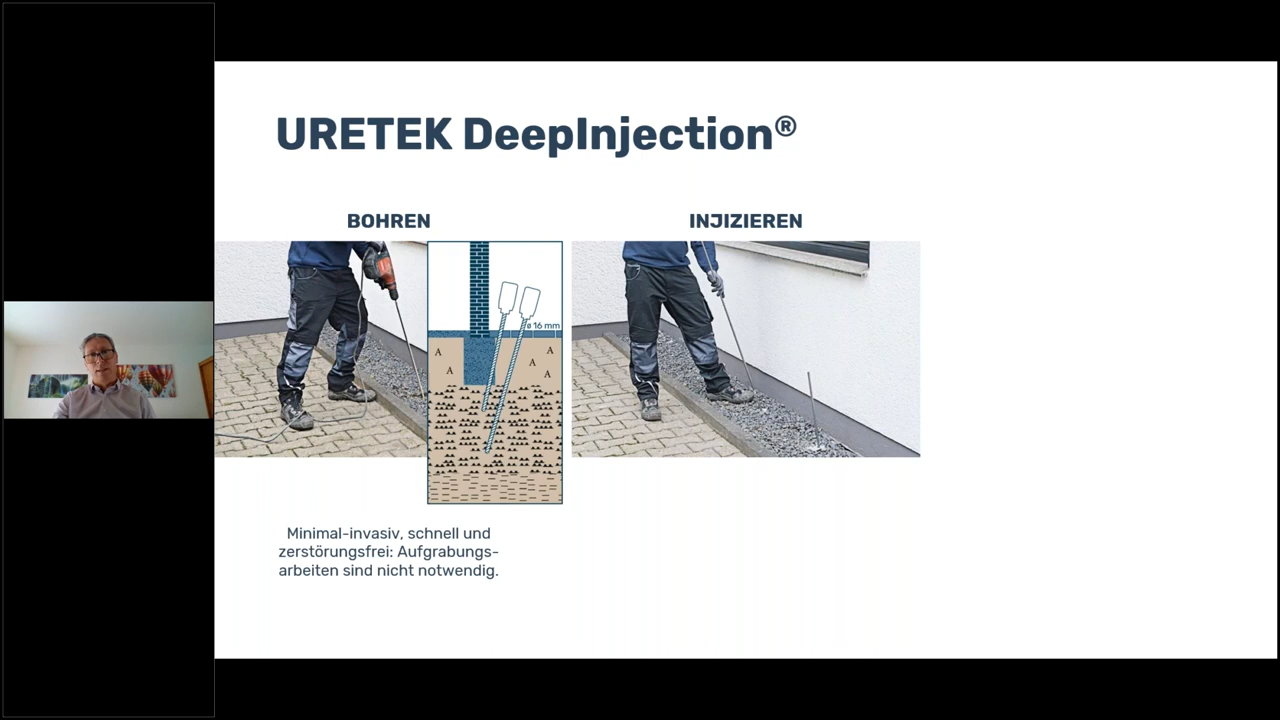 URETEK DeepInjection®
BOHREN
INJIZIEREN
ø 16 mm
A
A
A
A
A
Minimal-invasiv, schnell und
zerstörungsfrei: Aufgrabungs-
arbeiten sind nicht notwendig.